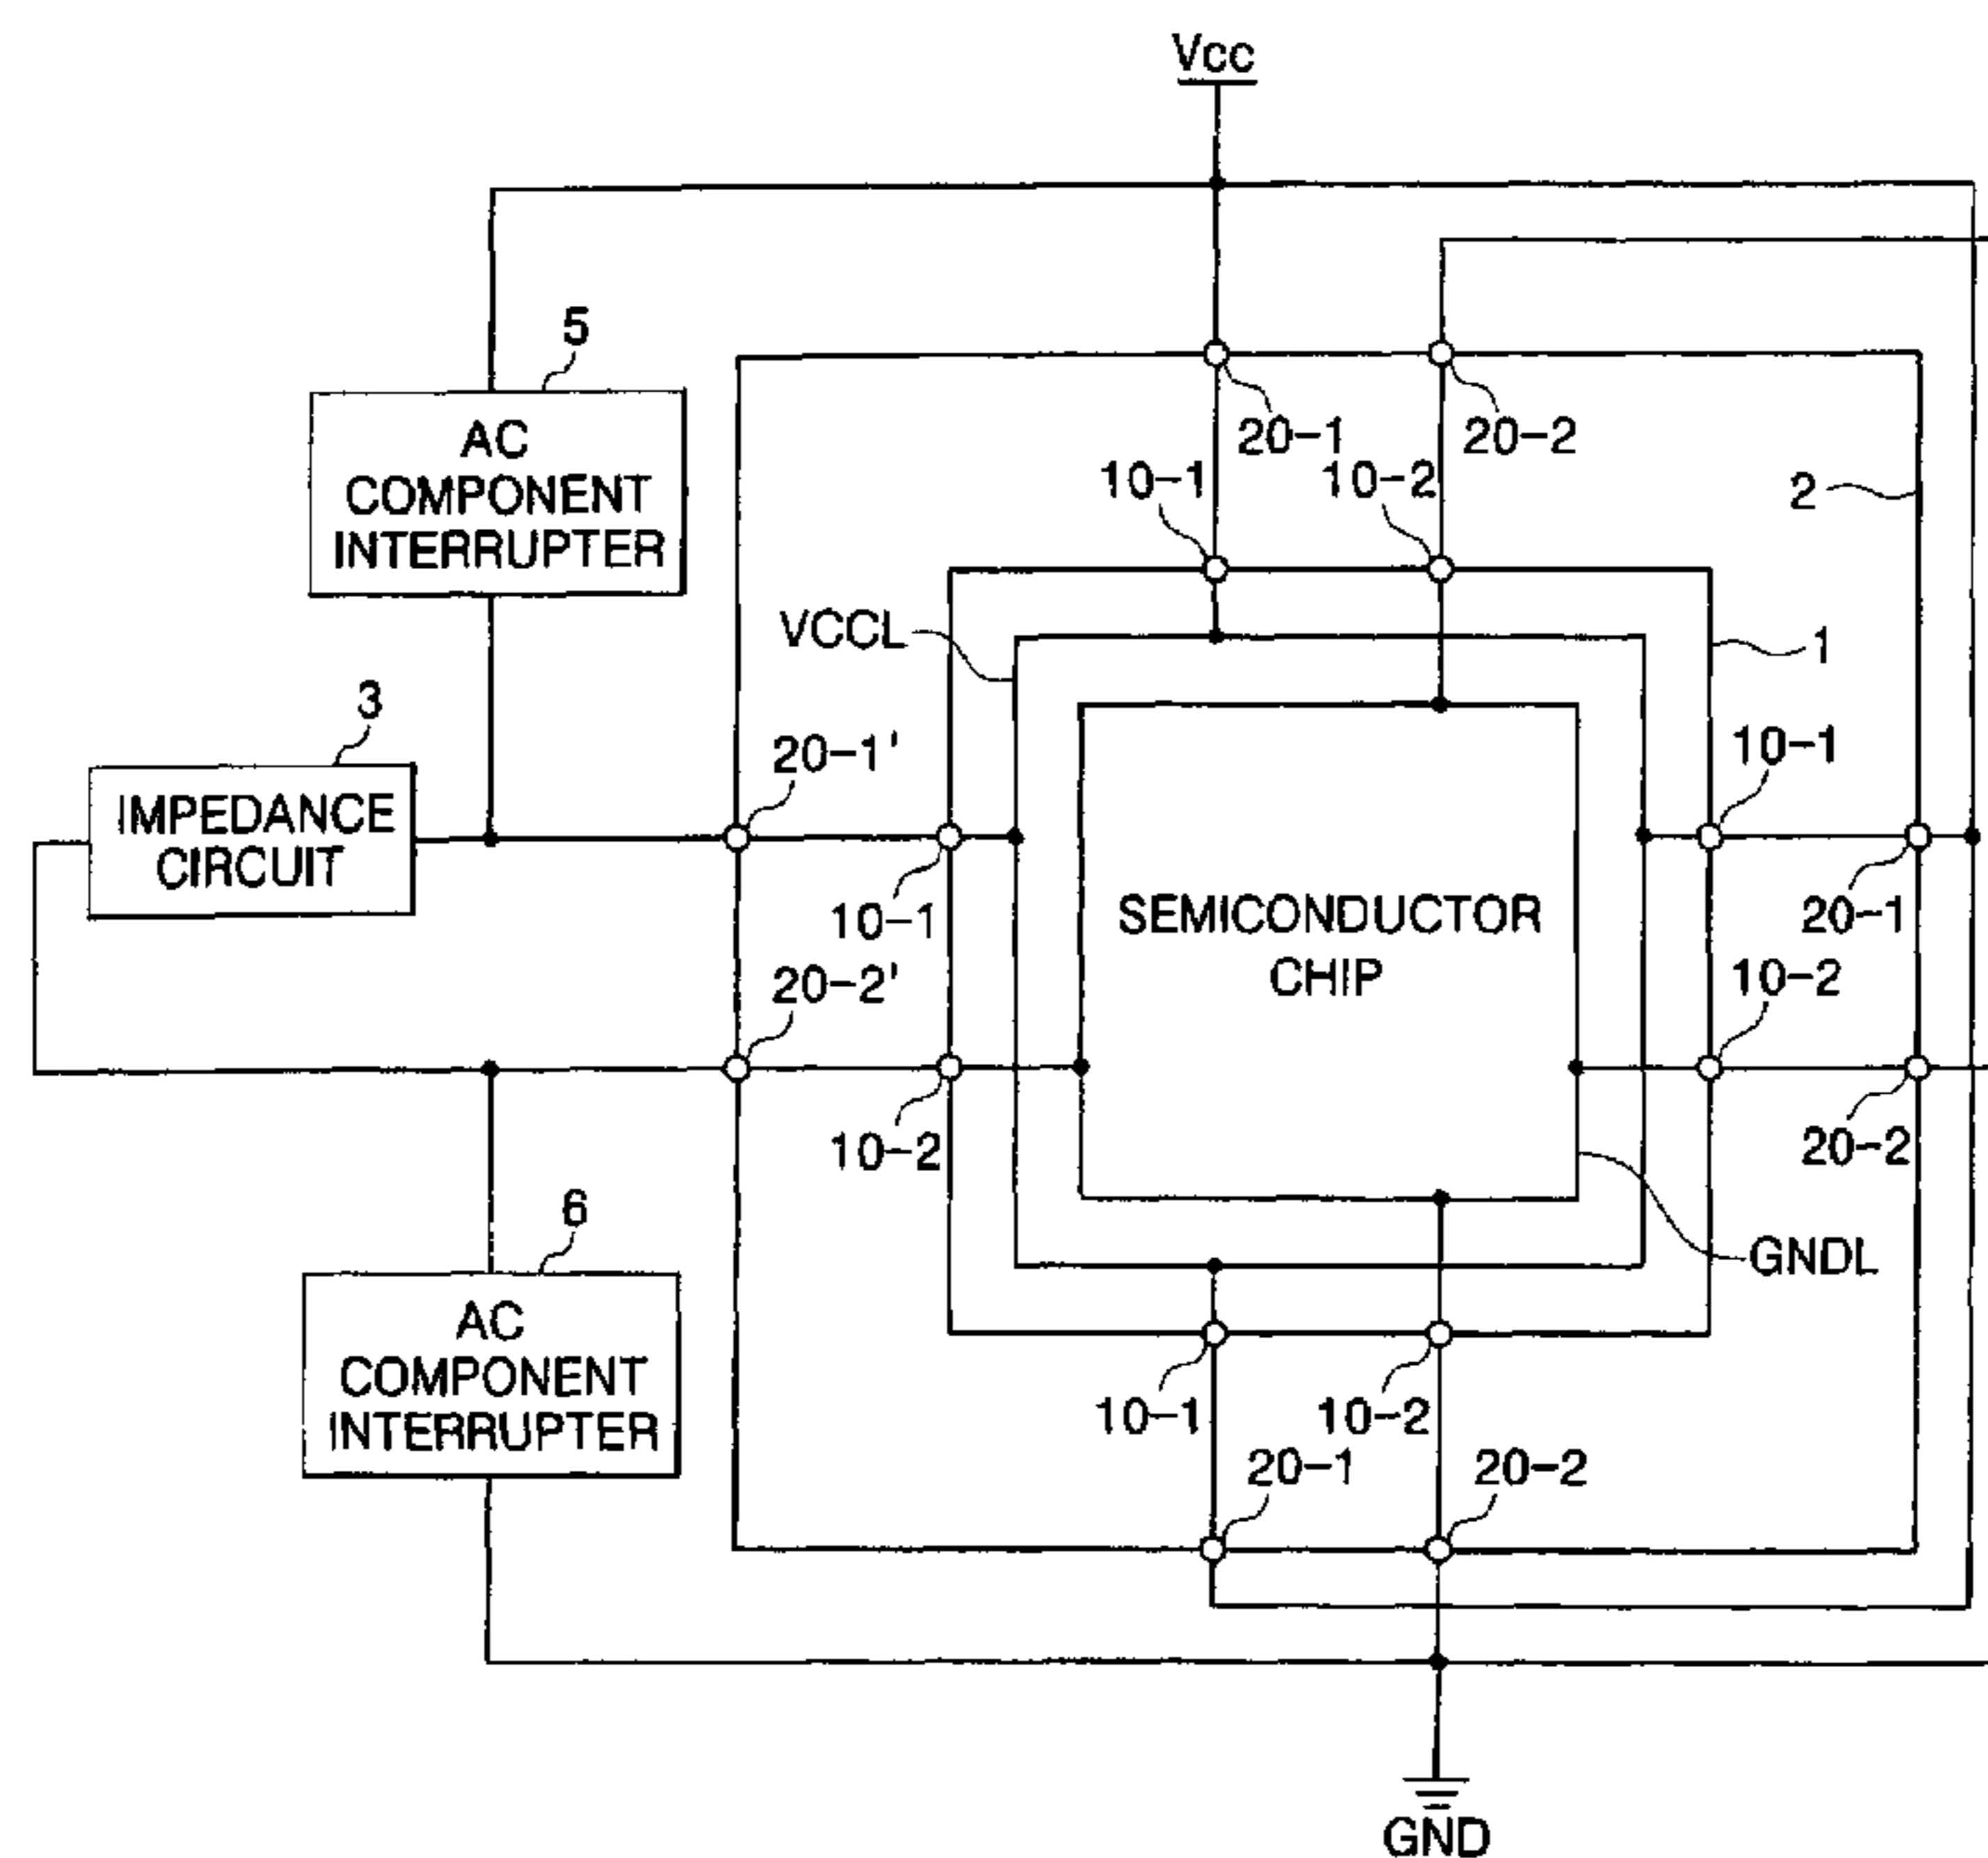 Vcc
5
AC
COMPONENT
INTERRUPTER
20-1
20-2
10-1
10-2
2
VCCL
1
3
IMPEDANCE
CIRCUIT
20-1'
10-1
10-1
20-1
SEMICONDUCTOR
CHIP
20-2'
10-2
10-2
20-2
6
AC
COMPONENT
INTERRUPTER
GNDL
10-1
10-2
20-1
20-2
GND